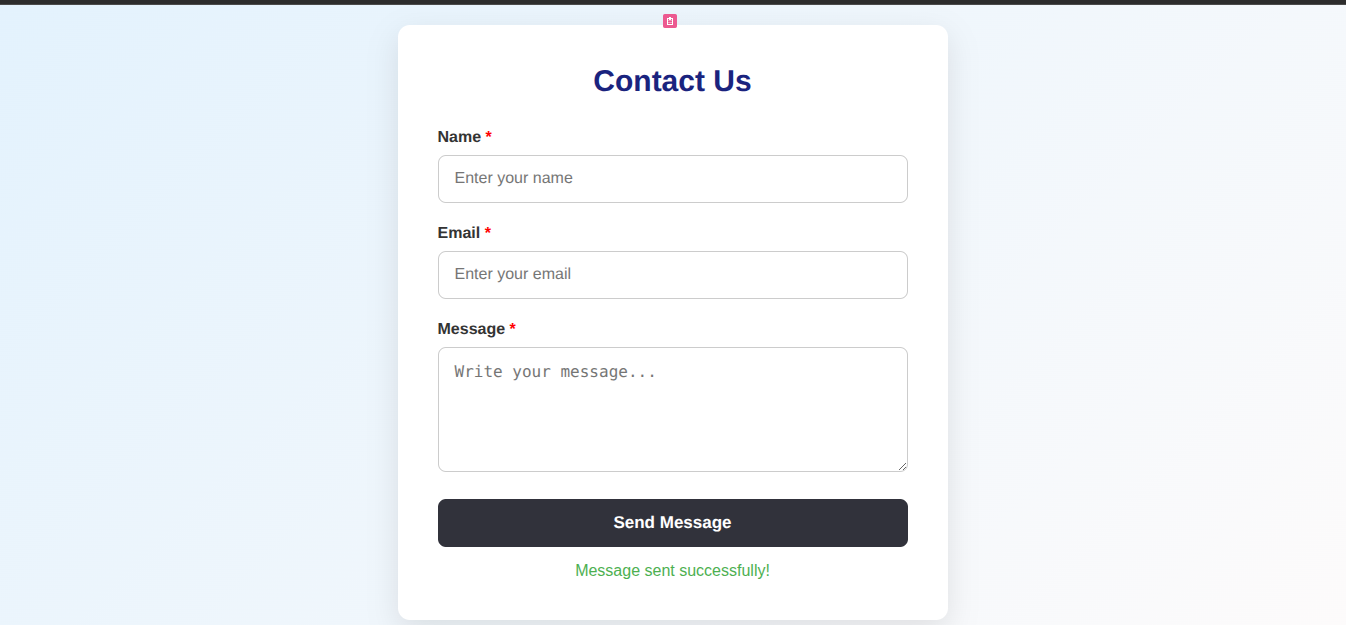 Contact Us
Name *
Enter your name
Email *
Enter your email
Message *
Write your message...
Send Message
Message sent successfully!